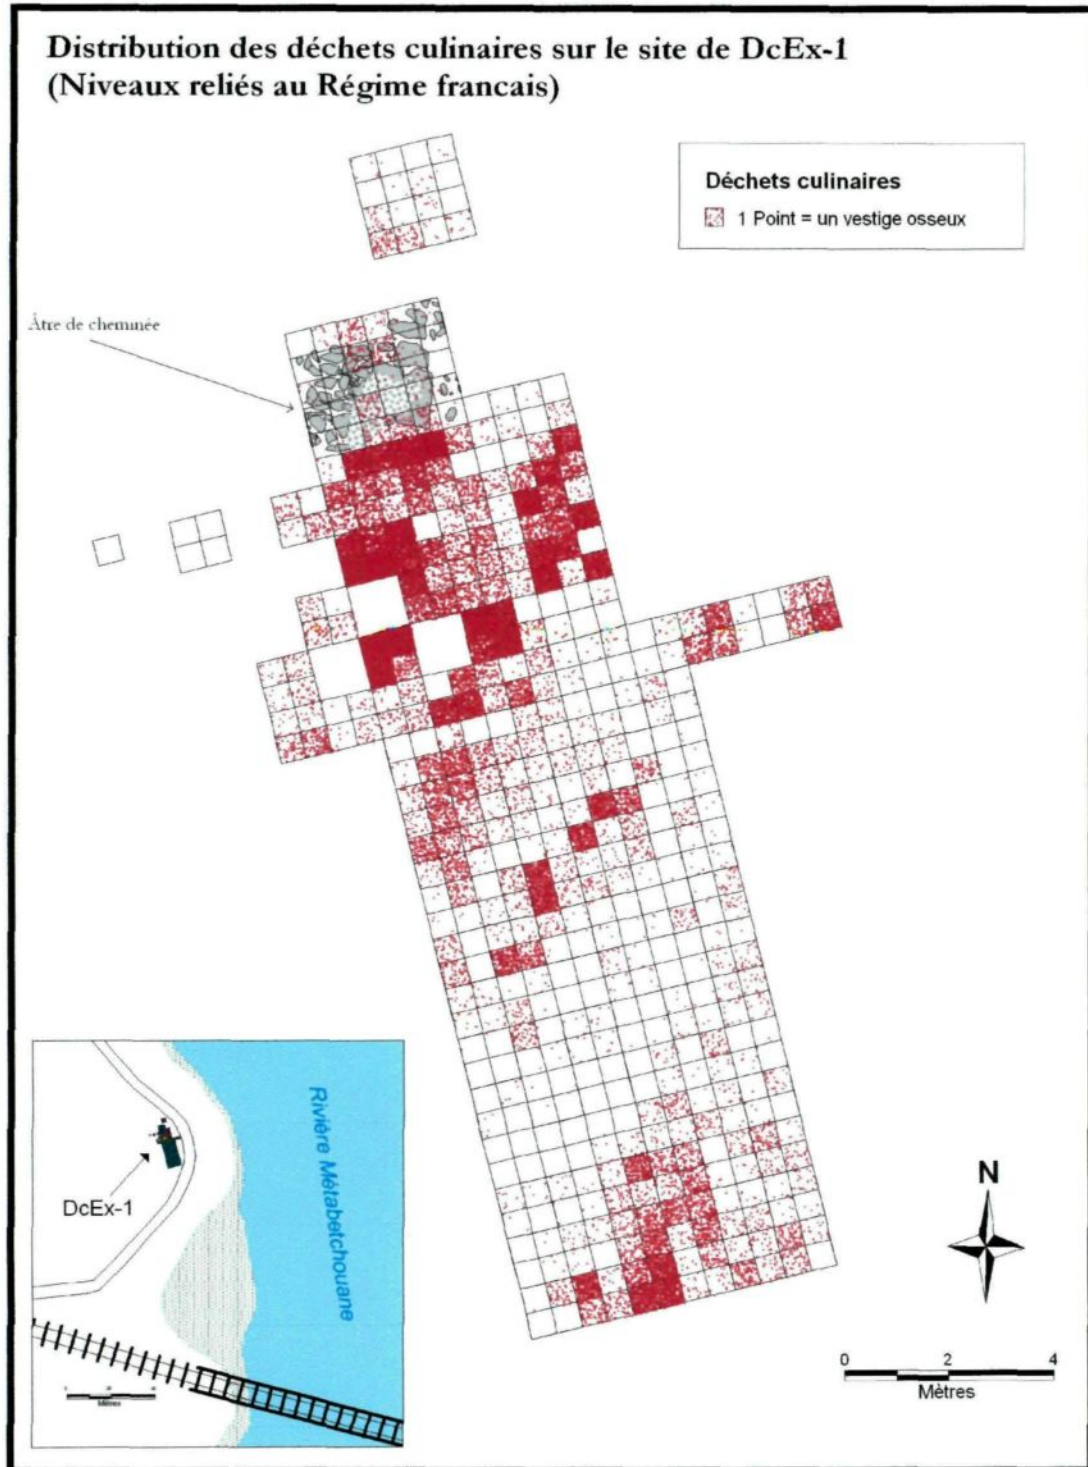 Distribution des déchets culinaires sur le site de DcEx-1
(Niveaux reliés au Régime francais)
Déchets culinaires
1 Point = un vestige osseux
Âtre de cheminée
Rivière Métabetchouane
DcEx-1
Mètres
N
0 2 4
Mètres